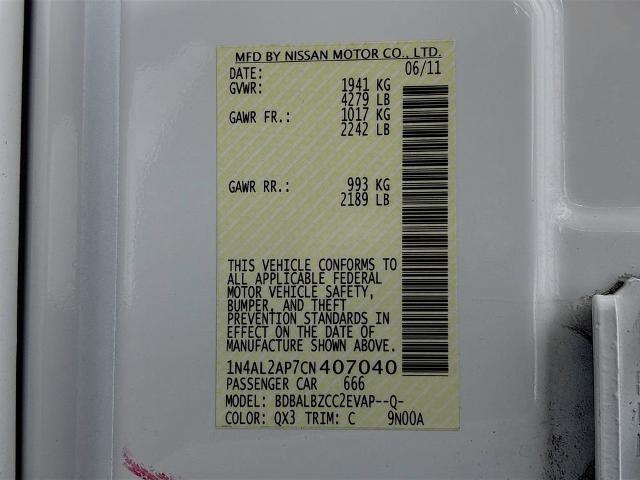 MFD BY NISSAN MOTOR CO., LTD.
DATE: 06/11
GVWR: 1941 KG
4279 LB
GAWR FR.: 1017 KG
2242 LB
GAWR RR.: 993 KG
2189 LB
THIS VEHICLE CONFORMS TO
ALL APPLICABLE FEDERAL
MOTOR VEHICLE SAFETY,
BUMPER, AND THEFT
PREVENTION STANDARDS IN
EFFECT ON THE DATE OF
MANUFACTURE SHOWN ABOVE.
1N4AL2AP7CN407040
PASSENGER CAR 666
MODEL: BDBALBZCC2EVAP--Q-
COLOR: QX3 TRIM: C 9N00A